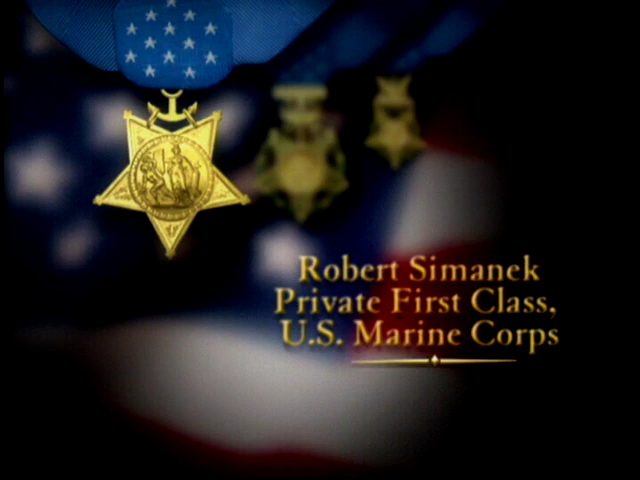 Robert Simanek
Private First Class,
U.S. Marine Corps